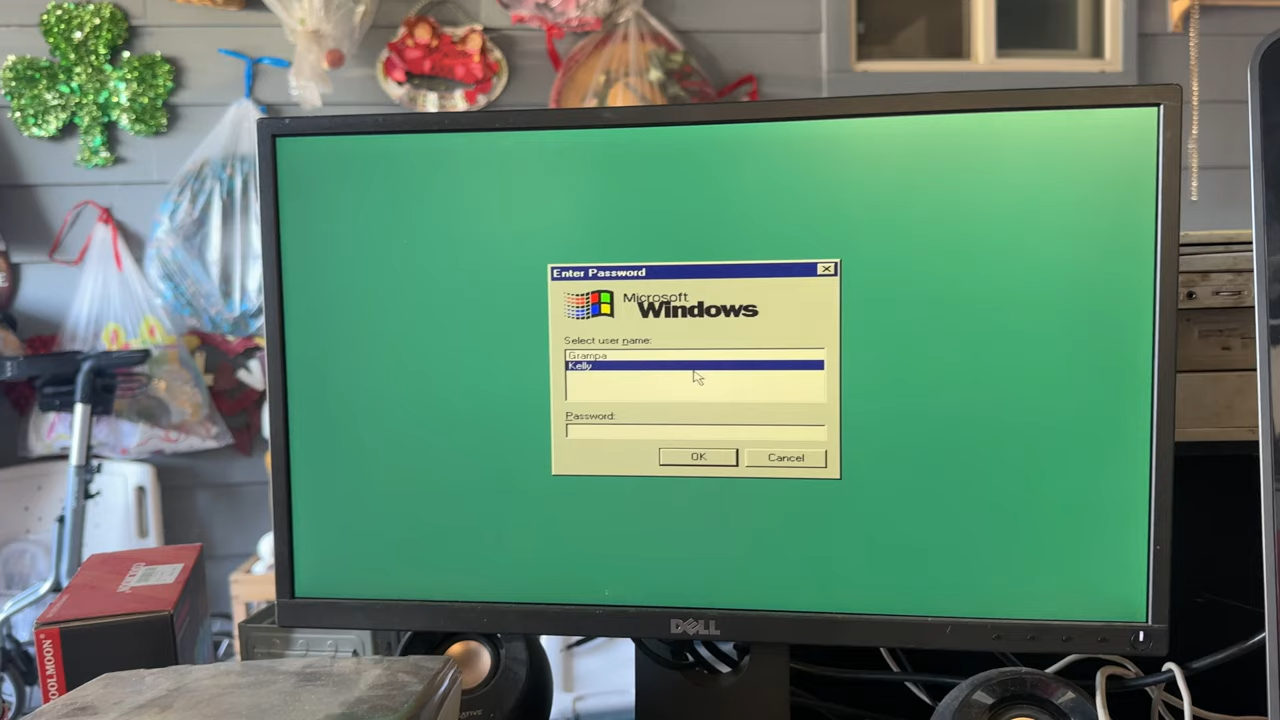 Enter Password
Microsoft
Windows
Select user name:
Grampa
Kelly
Password:
OK
Cancel
DELL
COOLMOON